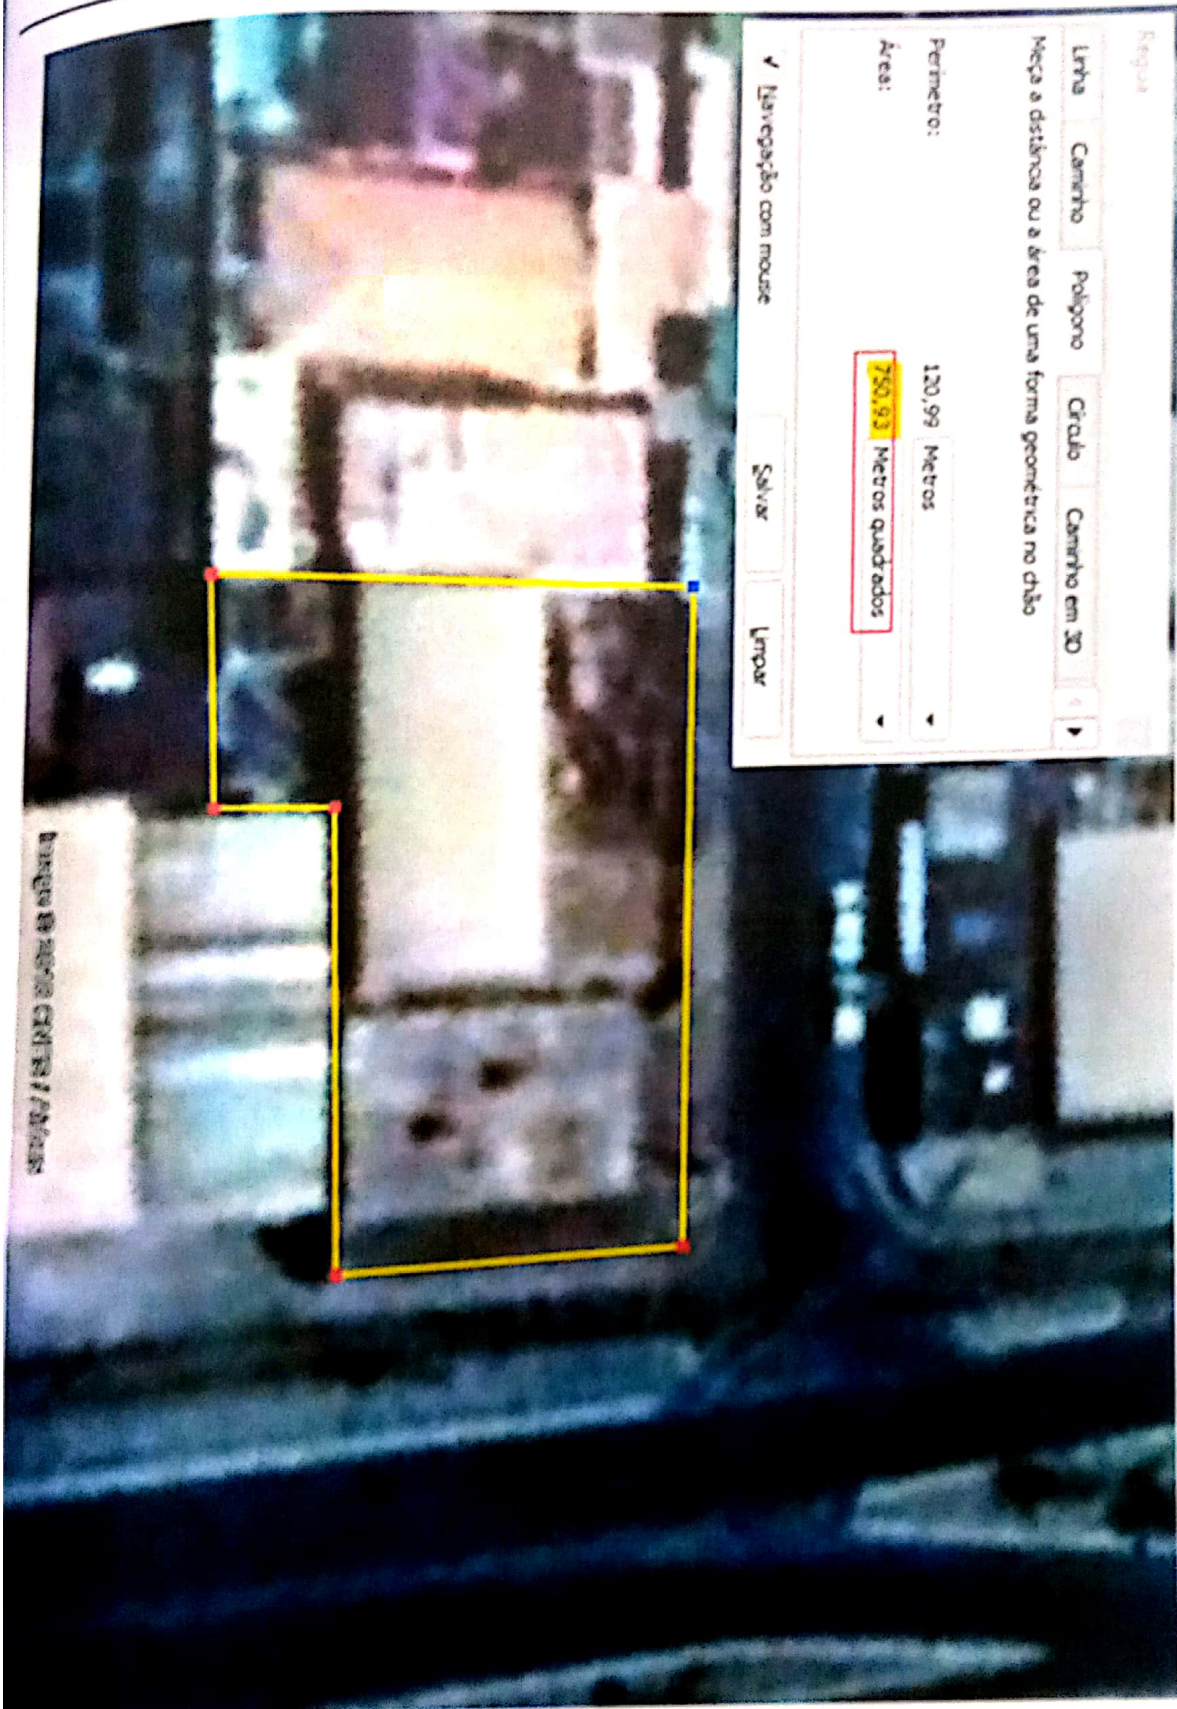 Régua
Linha Caminho Polígono Círculo Caminho em 3D
Meça a distância ou a área de uma forma geométrica no chão
Perímetro: 120,99 Metros
Área: 750,93 Metros quadrados
✓ Navegação com mouse Salvar Limpar